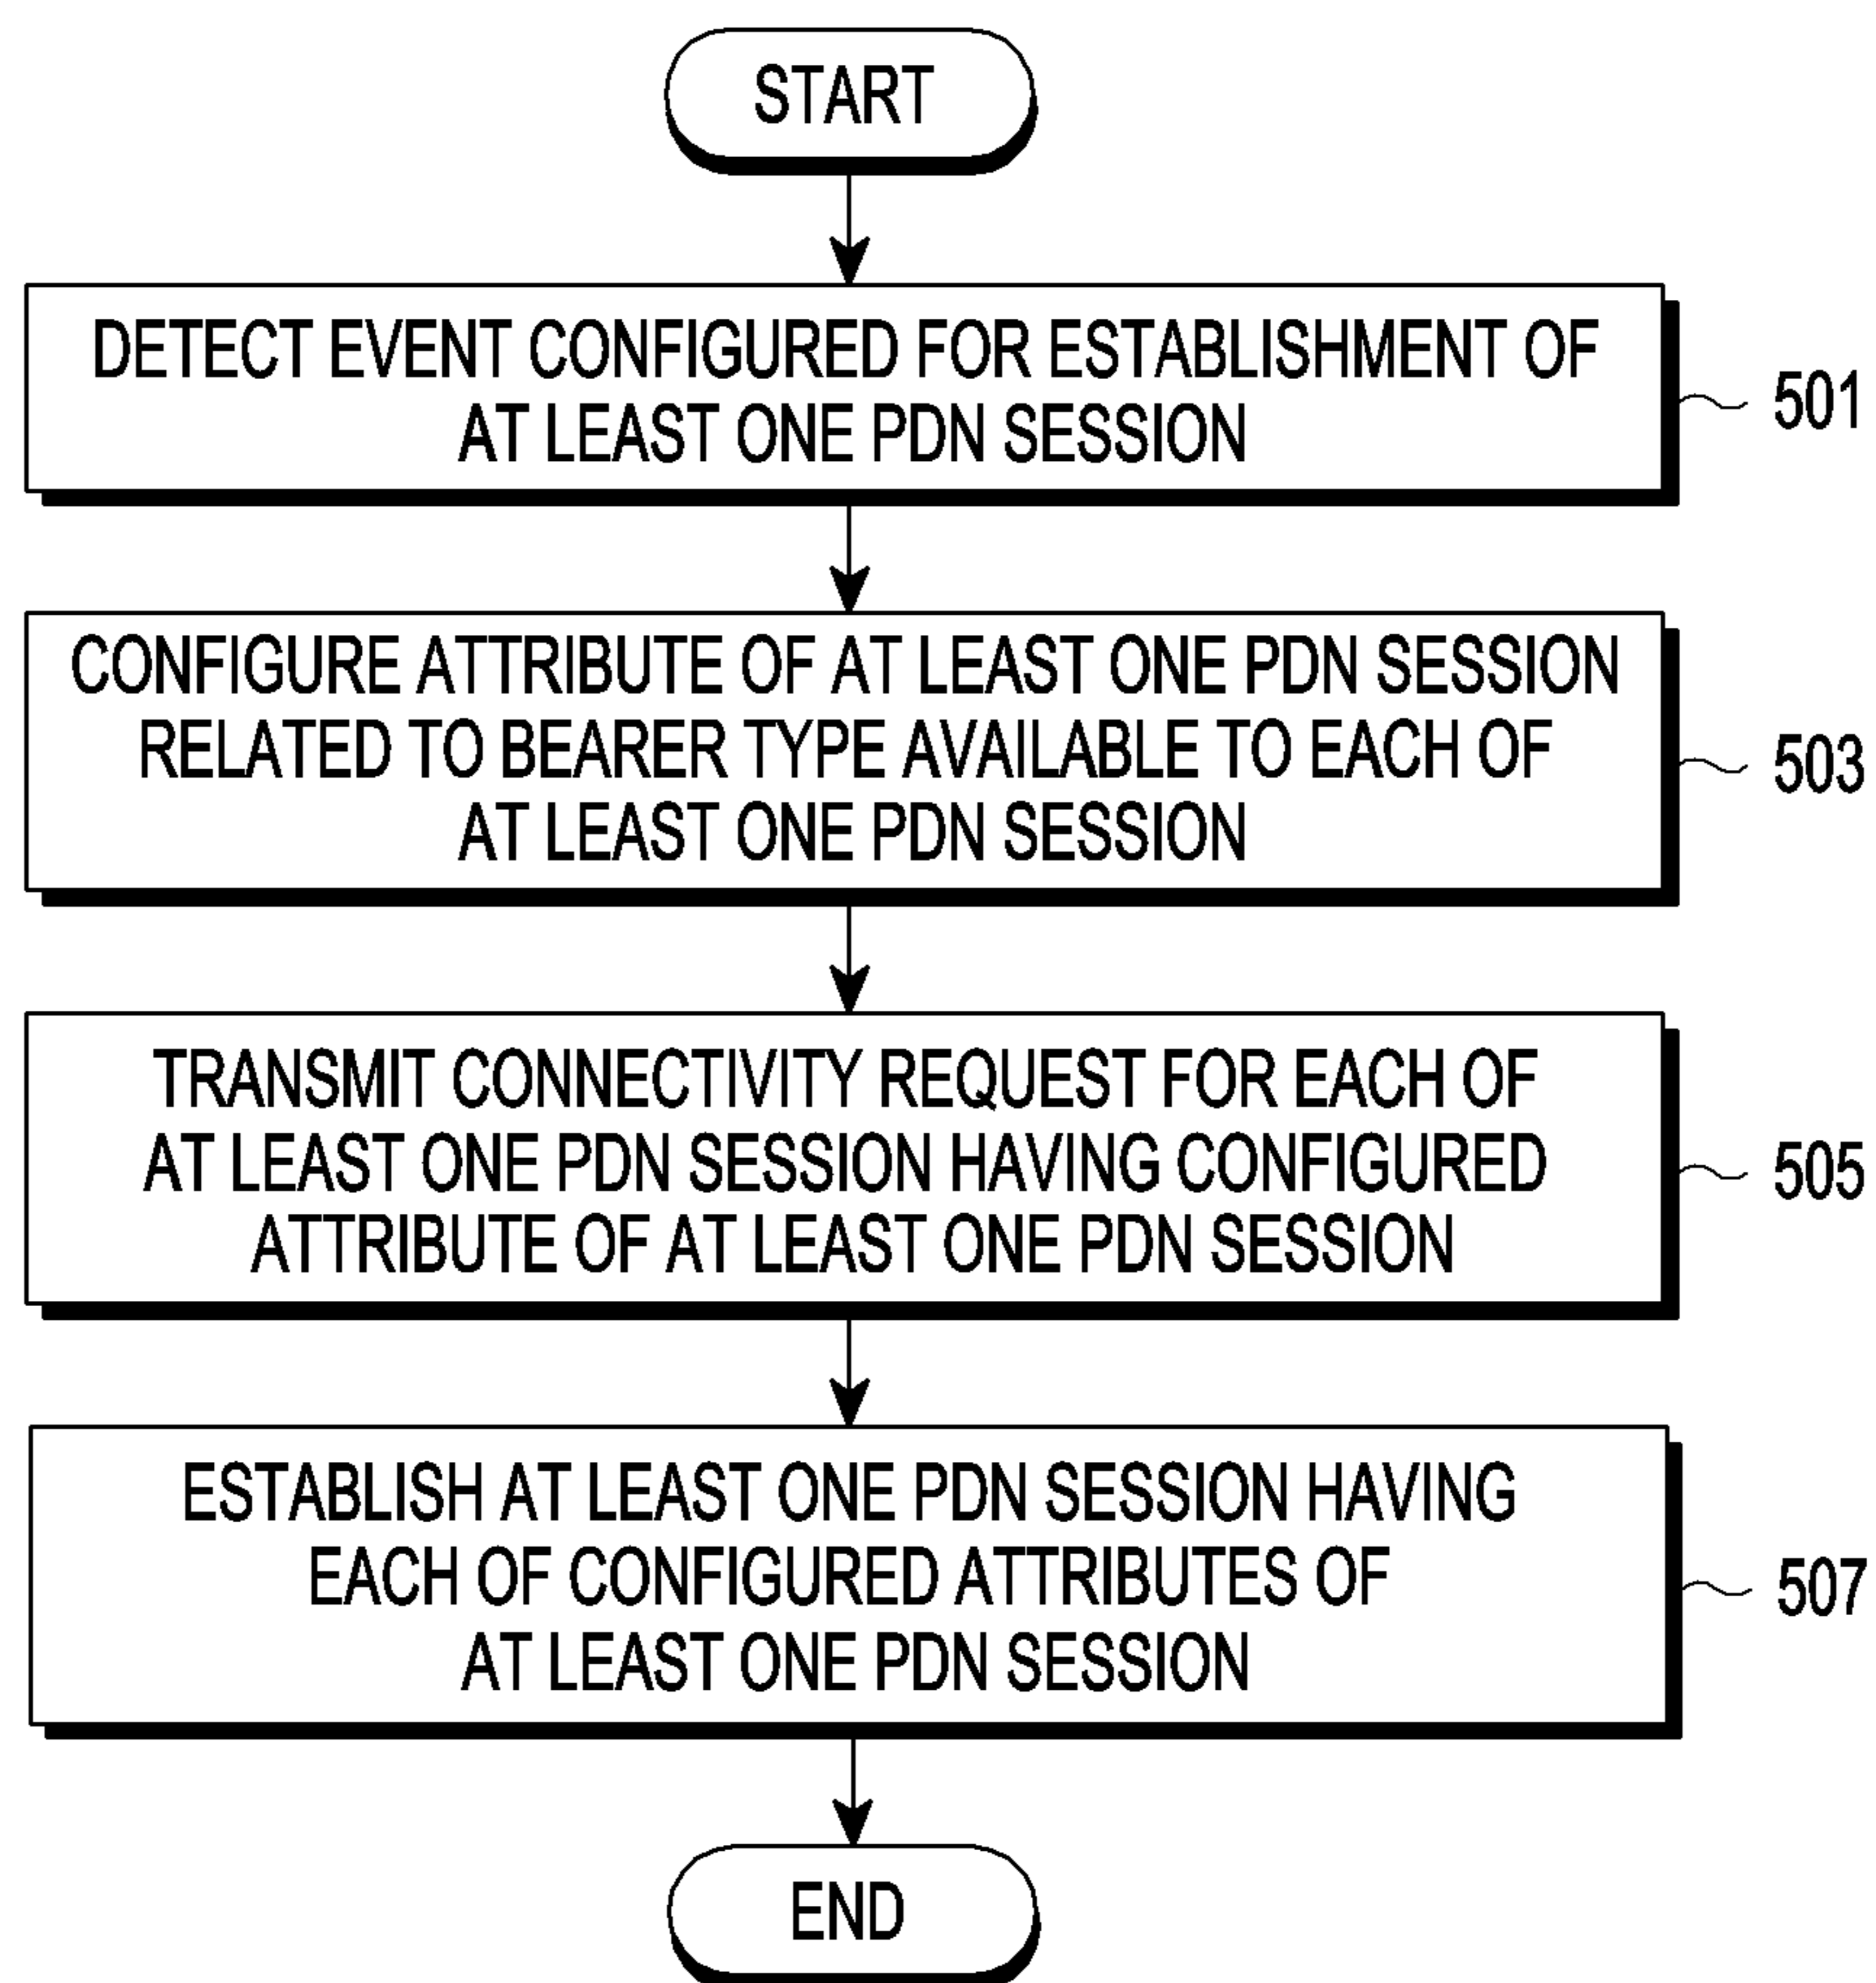 START
DETECT EVENT CONFIGURED FOR ESTABLISHMENT OF
AT LEAST ONE PDN SESSION
501
CONFIGURE ATTRIBUTE OF AT LEAST ONE PDN SESSION
RELATED TO BEARER TYPE AVAILABLE TO EACH OF
AT LEAST ONE PDN SESSION
503
TRANSMIT CONNECTIVITY REQUEST FOR EACH OF
AT LEAST ONE PDN SESSION HAVING CONFIGURED
ATTRIBUTE OF AT LEAST ONE PDN SESSION
505
ESTABLISH AT LEAST ONE PDN SESSION HAVING
EACH OF CONFIGURED ATTRIBUTES OF
AT LEAST ONE PDN SESSION
507
END